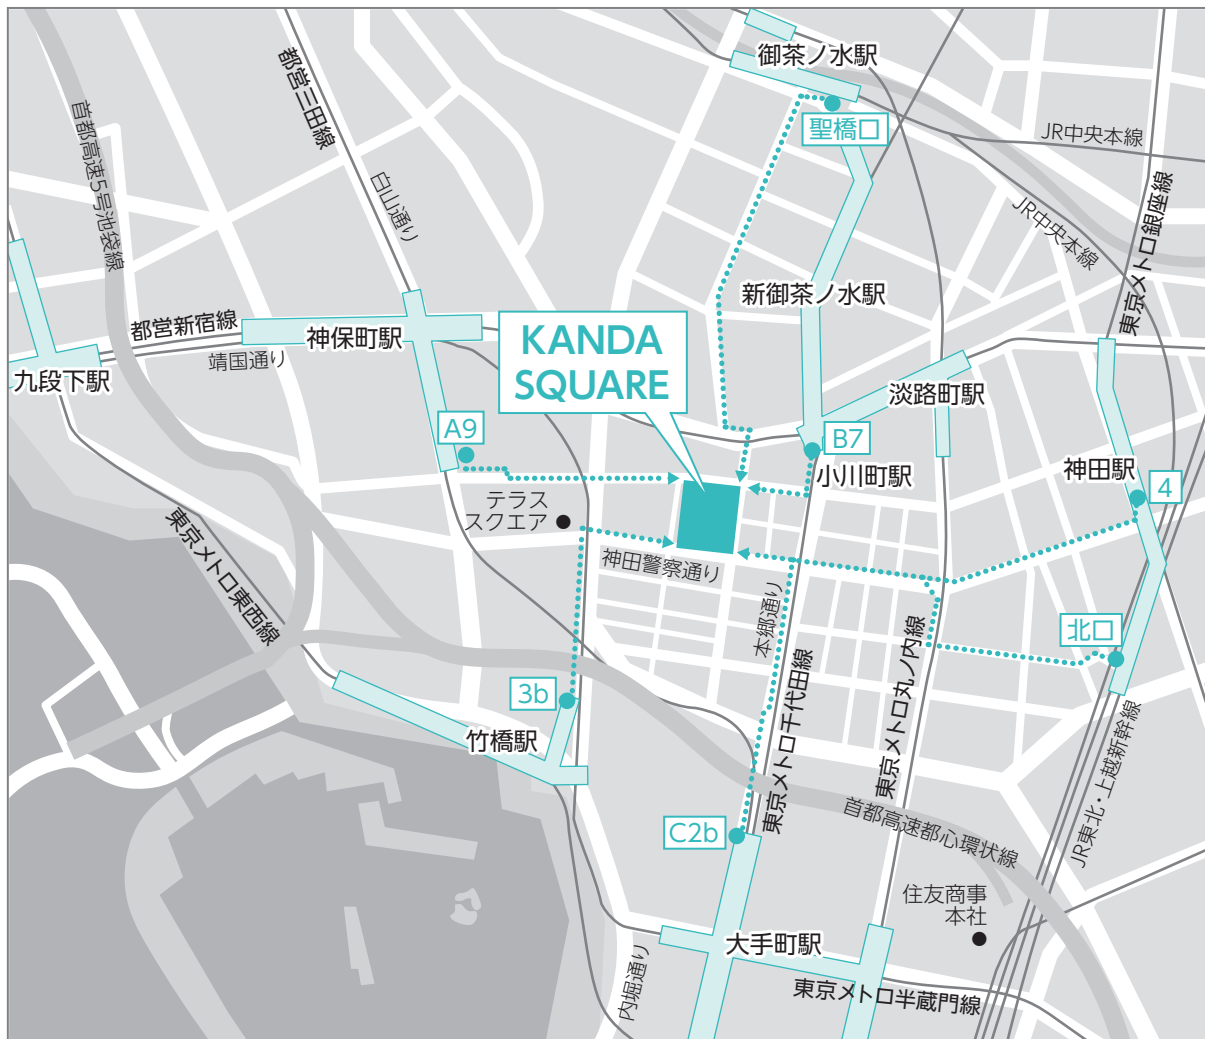 御茶ノ水駅
聖橋口
JR中央本線
JR中央本線
東京メトロ銀座線
都営三田線
首都高速5号池袋線
白山通り
新御茶ノ水駅
都営新宿線
神保町駅
靖国通り
九段下駅
KANDA
SQUARE
淡路町駅
A9
B7
小川町駅
神田駅
4
テラス
スクエア
神田警察通り
東京メトロ東西線
本郷通り
北口
東京メトロ千代田線
東京メトロ丸ノ内線
3b
竹橋駅
C2b
首都高速都心環状線
JR東北・上越新幹線
住友商事
本社
大手町駅
内堀通り
東京メトロ半蔵門線